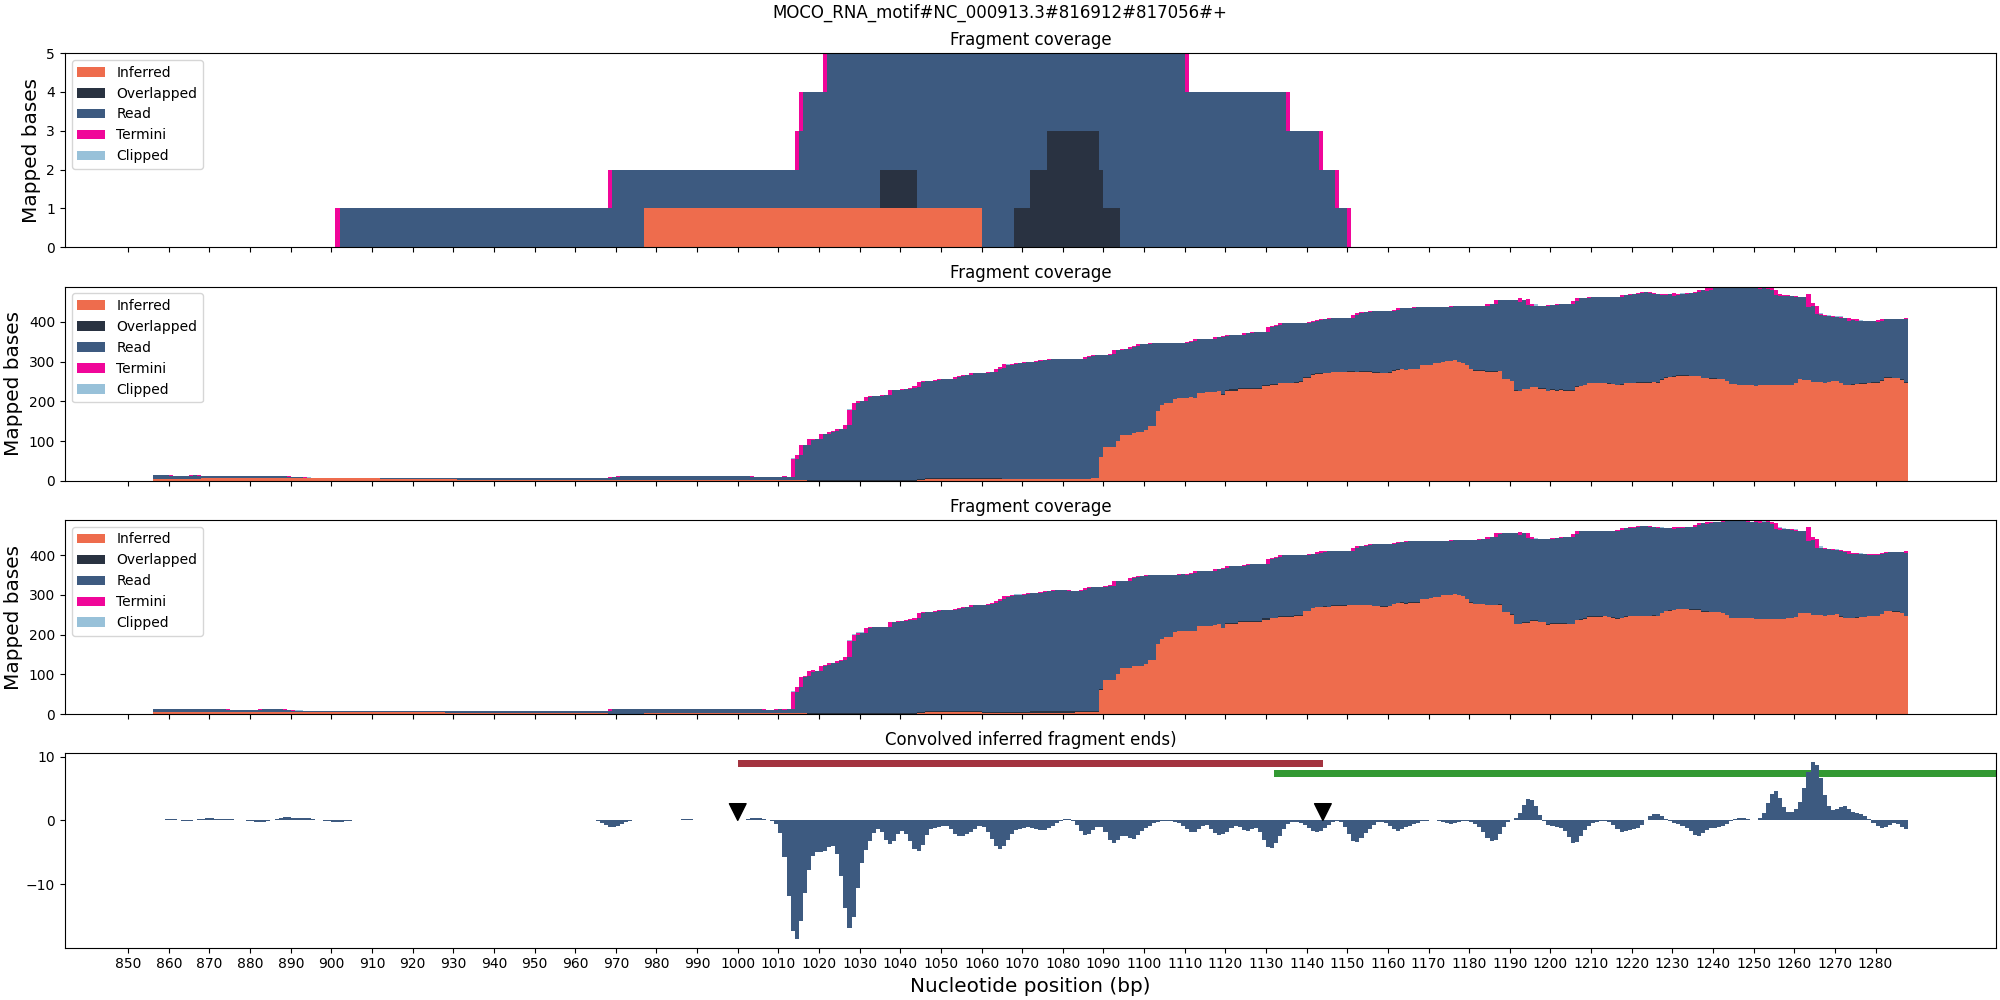 MOCO_RNA_motif#NC_000913.3#816912#817056#+
Fragment coverage
Mapped bases
5
4
3
2
1
0
Inferred
Overlapped
Read
Termini
Clipped
Fragment coverage
Mapped bases
400
300
200
100
0
Inferred
Overlapped
Read
Termini
Clipped
Fragment coverage
Mapped bases
400
300
200
100
0
Inferred
Overlapped
Read
Termini
Clipped
Convolved inferred fragment ends)
10
0
−10
850 860 870 880 890 900 910 920 930 940 950 960 970 980 990 1000 1010 1020 1030 1040 1050 1060 1070 1080 1090 1100 1110 1120 1130 1140 1150 1160 1170 1180 1190 1200 1210 1220 1230 1240 1250 1260 1270 1280
Nucleotide position (bp)